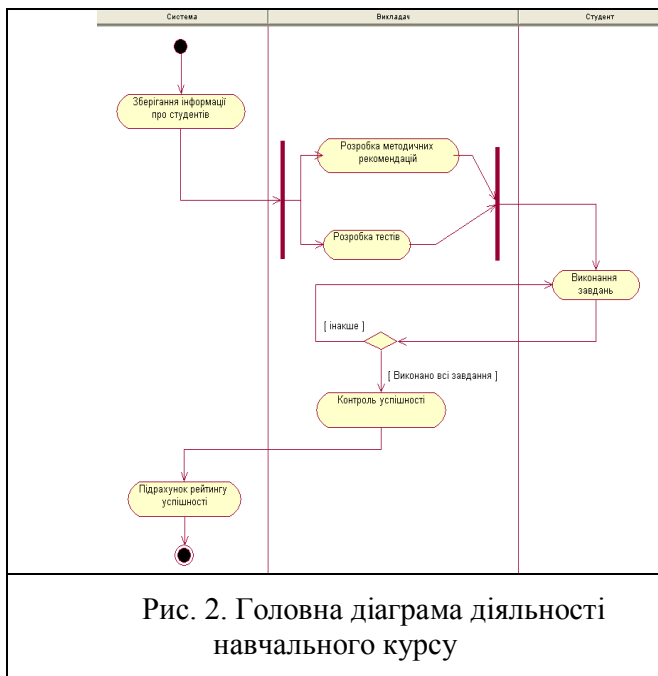 Система
Викладач
Студент
Зберігання інформації
про студентів
Розробка методичних
рекомендацій
Розробка тестів
Виконання
завдань
[ інакше ]
[ Виконано всі завдання ]
Контроль успішності
Підрахунок рейтингу
успішності
Рис. 2. Головна діаграма діяльності
навчального курсу